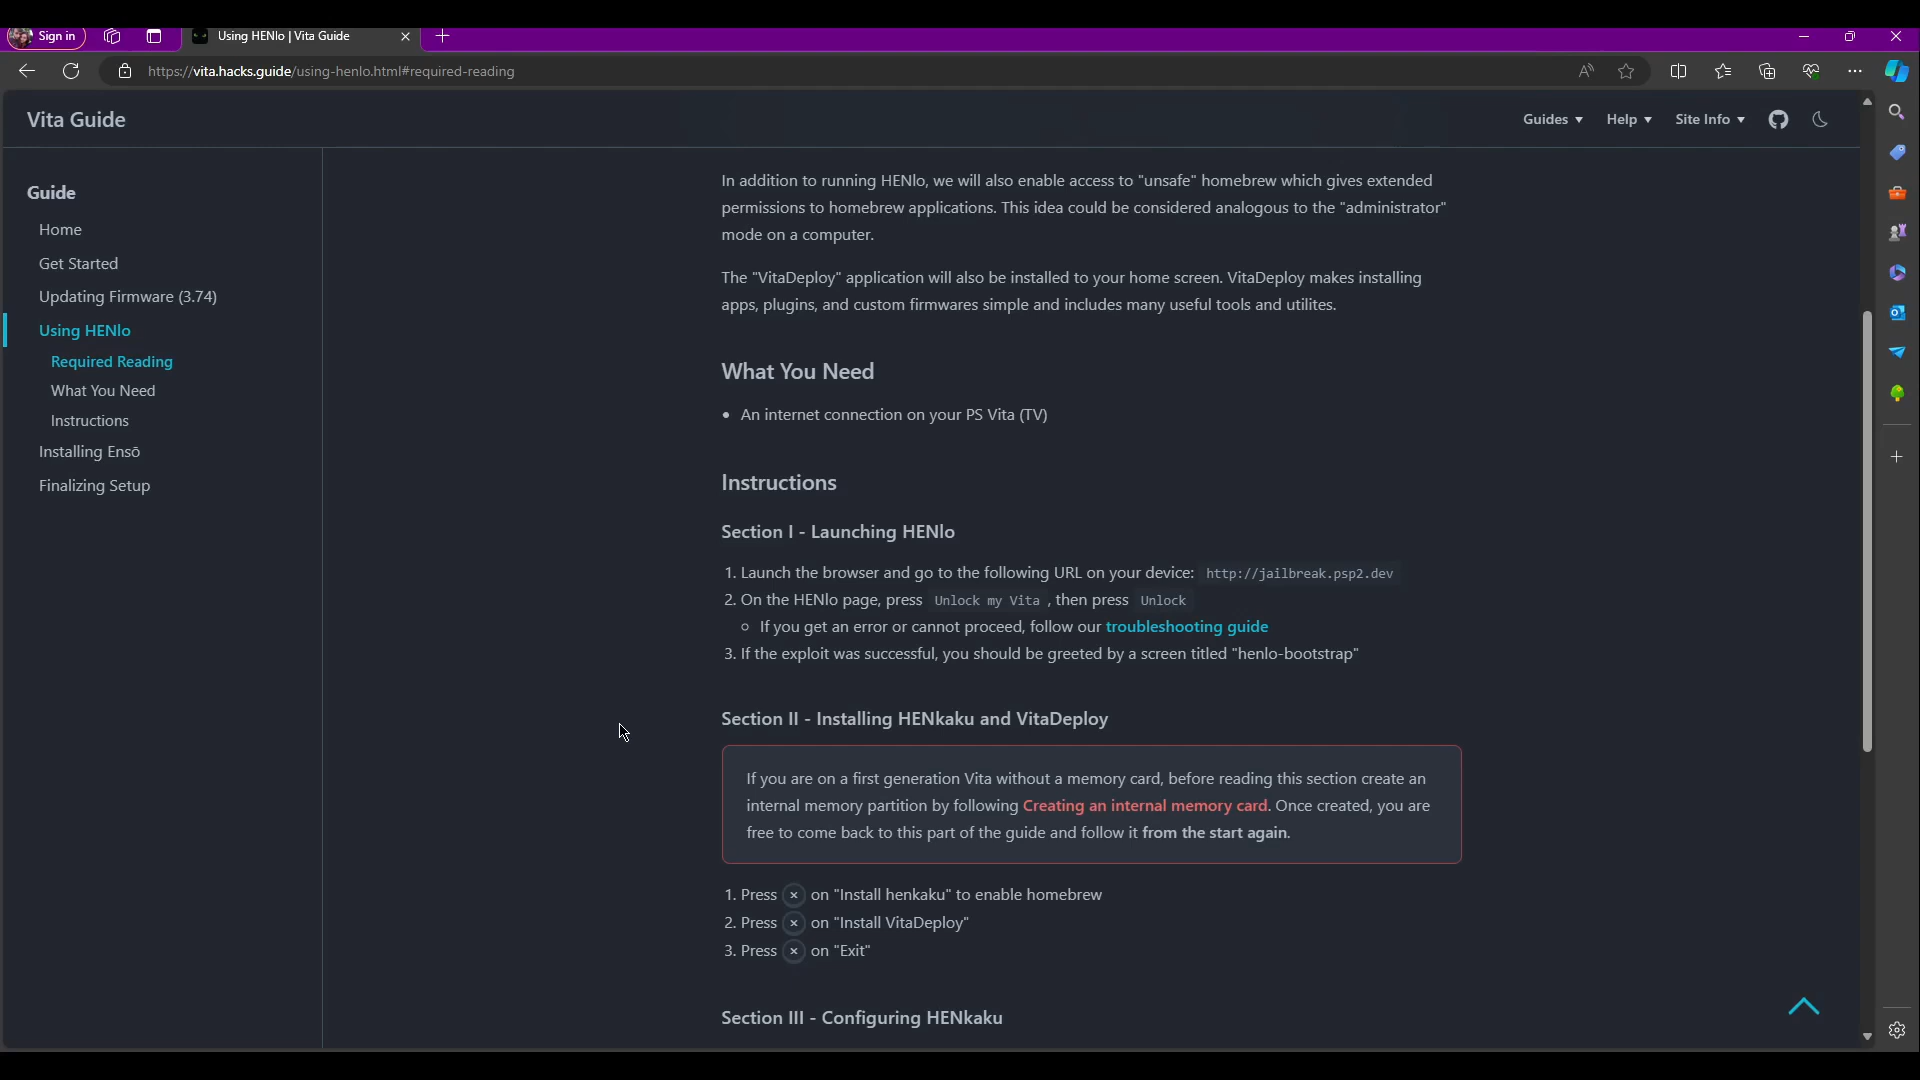 Sign in
Using HENlo | Vita Guide
https://vita.hacks.guide/using-henlo.html#required-reading
Vita Guide
Guides
Help
Site Info
Guide
Home
Get Started
Updating Firmware (3.74)
Using HENlo
Required Reading
What You Need
Instructions
Installing Ensō
Finalizing Setup
In addition to running HENlo, we will also enable access to "unsafe" homebrew which gives extended
permissions to homebrew applications. This idea could be considered analogous to the "administrator"
mode on a computer.
The "VitaDeploy" application will also be installed to your home screen. VitaDeploy makes installing
apps, plugins, and custom firmwares simple and includes many useful tools and utilites.
What You Need
• An internet connection on your PS Vita (TV)
Instructions
Section I - Launching HENlo
1. Launch the browser and go to the following URL on your device: http://jailbreak.psp2.dev
2. On the HENlo page, press Unlock my Vita , then press Unlock
If you get an error or cannot proceed, follow our troubleshooting guide
3. If the exploit was successful, you should be greeted by a screen titled "henlo-bootstrap"
Section II - Installing HENkaku and VitaDeploy
If you are on a first generation Vita without a memory card, before reading this section create an
internal memory partition by following Creating an internal memory card. Once created, you are
free to come back to this part of the guide and follow it from the start again.
1. Press × on "Install henkaku" to enable homebrew
2. Press × on "Install VitaDeploy"
3. Press × on "Exit"
Section III - Configuring HENkaku